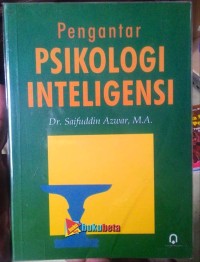 Pengantar
PSIKOLOGI
INTELIGENSI
Dr. Saifuddin Azwar, M.A.
bukubeta